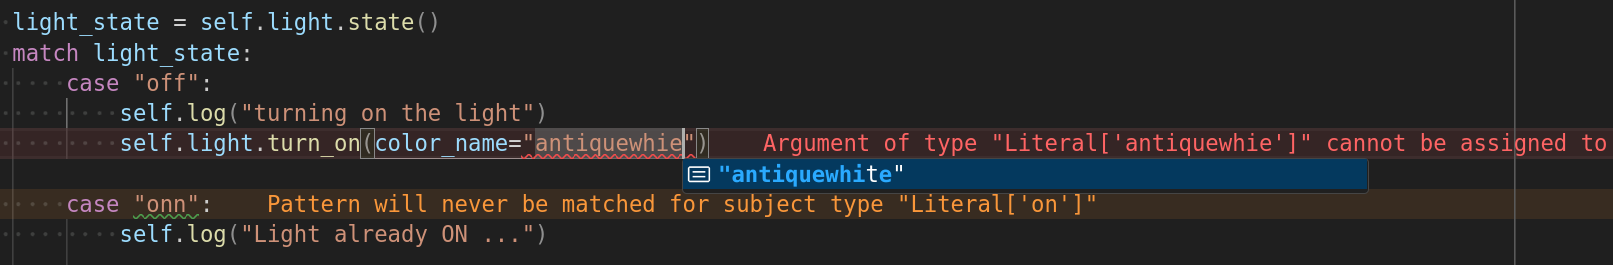 light_state = self.light.state()
match light_state:
    case "off":
        self.log("turning on the light")
        self.light.turn_on(color_name="antiquewhie")    Argument of type "Literal['antiquewhie']" cannot be assigned to
"antiquewhite"
    case "onn":    Pattern will never be matched for subject type "Literal['on']"
        self.log("Light already ON ...")